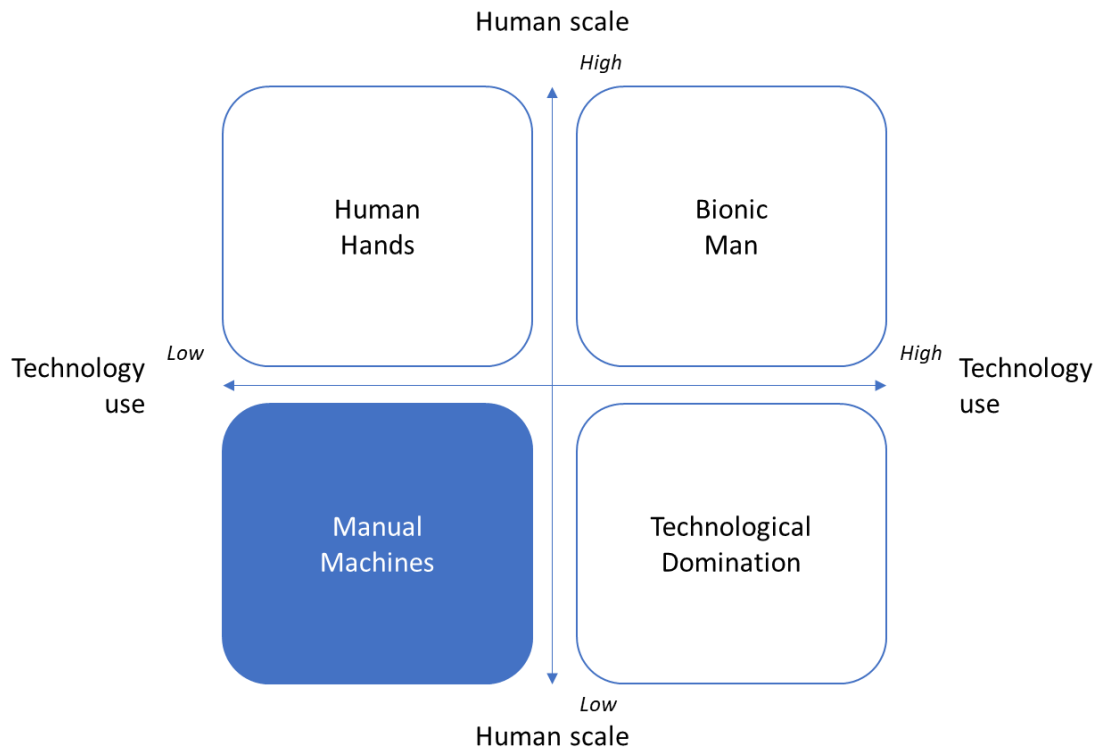 Human scale
High
Human
Hands
Bionic
Man
Low
High
Technology
use
Technology
use
Manual
Machines
Technological
Domination
Low
Human scale